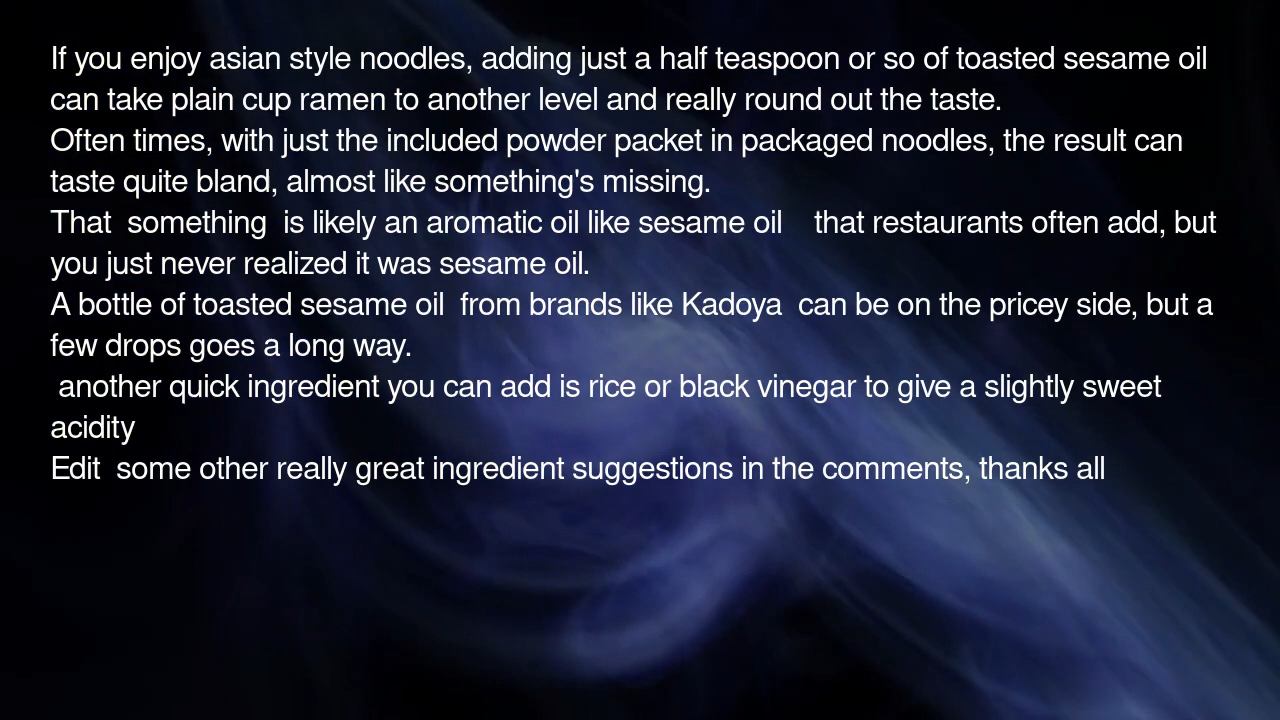 If you enjoy asian style noodles, adding just a half teaspoon or so of toasted sesame oil
can take plain cup ramen to another level and really round out the taste.
Often times, with just the included powder packet in packaged noodles, the result can
taste quite bland, almost like something's missing.
That  something  is likely an aromatic oil like sesame oil    that restaurants often add, but
you just never realized it was sesame oil.
A bottle of toasted sesame oil  from brands like Kadoya  can be on the pricey side, but a
few drops goes a long way.
 another quick ingredient you can add is rice or black vinegar to give a slightly sweet
acidity
Edit  some other really great ingredient suggestions in the comments, thanks all